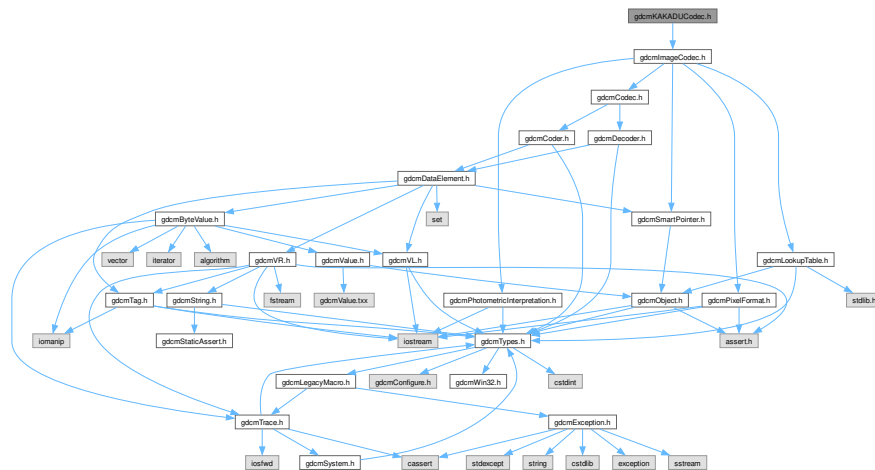 gdcmKAKADUCodec.h
gdcmImageCodec.h
gdcmCodec.h
gdcmCoder.h
gdcmDecoder.h
gdcmDataElement.h
gdcmByteValue.h
set
gdcmSmartPointer.h
vector
iterator
algorithm
gdcmVR.h
gdcmValue.h
gdcmVL.h
gdcmLookupTable.h
gdcmTag.h
gdcmString.h
fstream
gdcmValue.txx
gdcmPhotometricInterpretation.h
gdcmObject.h
gdcmPixelFormat.h
stdlib.h
iomanip
gdcmStaticAssert.h
iostream
gdcmTypes.h
assert.h
gdcmLegacyMacro.h
gdcmConfigure.h
gdcmWin32.h
cstdint
gdcmTrace.h
gdcmException.h
iosfwd
gdcmSystem.h
cassert
stdexcept
string
cstdlib
exception
sstream